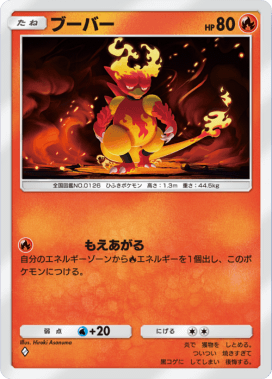 たね ブーバー HP80
全国図鑑NO.0126 ひふきポケモン 高さ:1.3m 重さ:44.5kg
もえあがる
自分のエネルギーゾーンから エネルギーを1個出し、このポ
ケモンにつける。
弱点 +20 にげる
Illus. Hiroki Asanuma
炎で 獲物を しとめる。
ついつい 焼きすぎて
黒コゲに してしまい 後悔する。